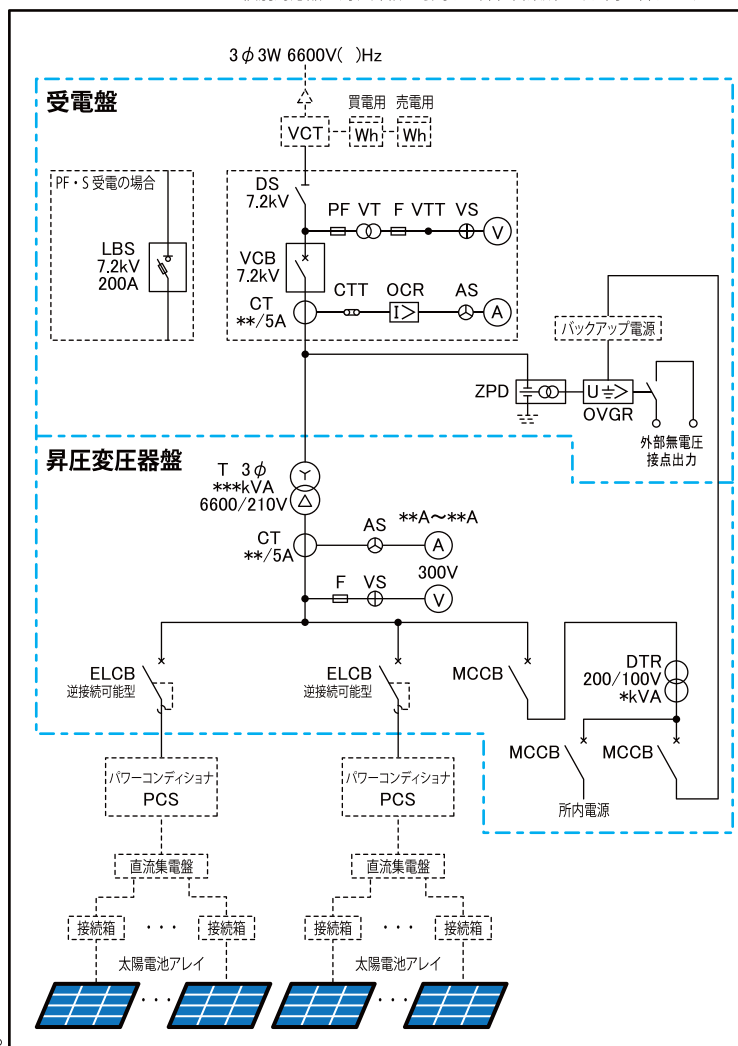 3φ3W 6600V( )Hz
受電盤
買電用 売電用
VCT
Wh
Wh
PF・S 受電の場合
LBS
7.2kV
200A
DS
7.2kV
PF VT F VTT VS
V
VCB
7.2kV
CT
**/5A
CTT OCR AS
I>
A
バックアップ電源
ZPD
U >
OVGR
外部無電圧
接点出力
昇圧変圧器盤
T 3φ
***kVA
6600/210V
CT
**/5A
AS
**A～**A
A
F VS
300V
V
ELCB
逆接続可能型
ELCB
逆接続可能型
MCCB
DTR
200/100V
*kVA
MCCB
MCCB
所内電源
パワーコンディショナ
PCS
パワーコンディショナ
PCS
直流集電盤
直流集電盤
接続箱
・・・
接続箱
接続箱
・・・
接続箱
太陽電池アレイ
太陽電池アレイ
・・・
・・・